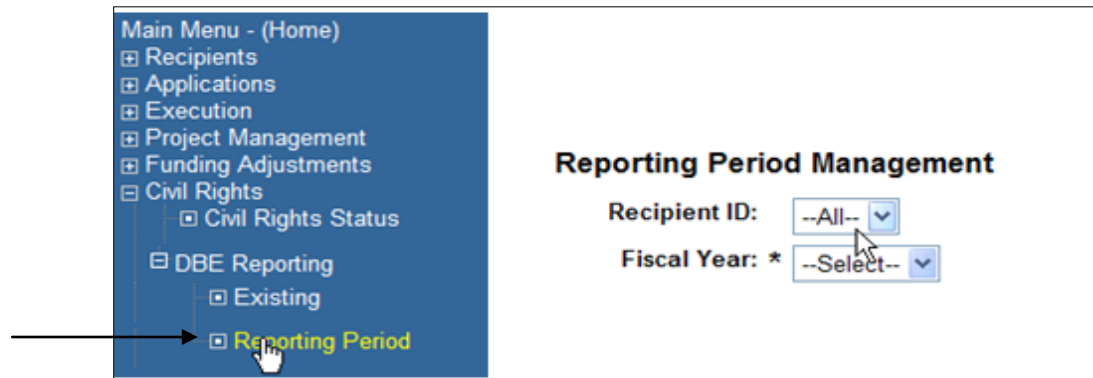 Main Menu - (Home)
Recipients
Applications
Execution
Project Management
Funding Adjustments
Civil Rights
Civil Rights Status
DBE Reporting
Existing
Reporting Period
Reporting Period Management
Recipient ID: --All--
Fiscal Year: * --Select--